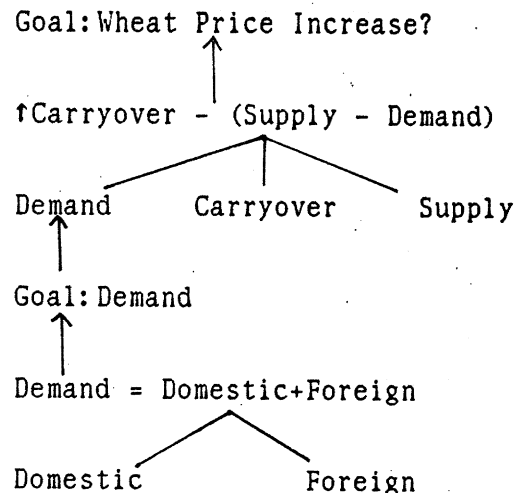 Goal: Wheat Price Increase?
↑Carryover - (Supply - Demand)
Demand Carryover Supply
Goal: Demand
Demand = Domestic+Foreign
Domestic Foreign